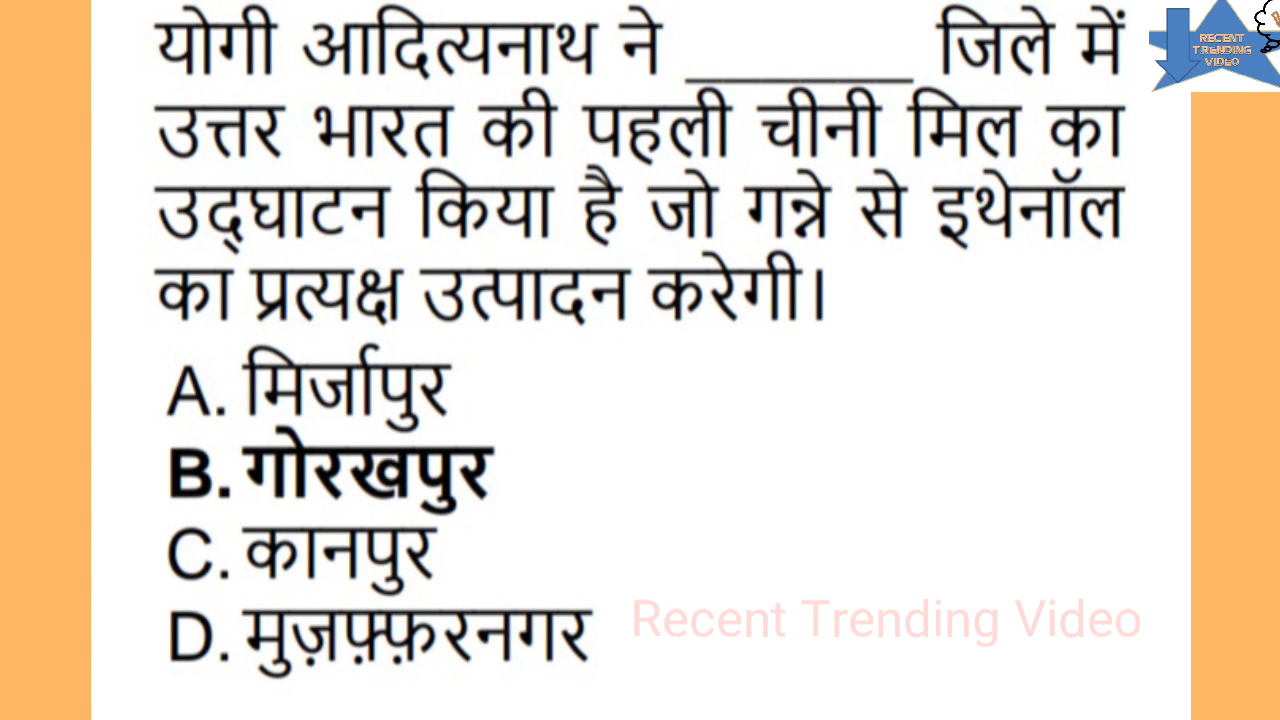 योगी आदित्यनाथ ने ________ जिले में
उत्तर भारत की पहली चीनी मिल का
उद्घाटन किया है जो गन्ने से इथेनॉल
का प्रत्यक्ष उत्पादन करेगी।
A. मिर्जापुर
B. गोरखपुर
C. कानपुर
D. मुज़फ़्फ़रनगर
Recent Trending Video
RECENT
TRENDING
VIDEO